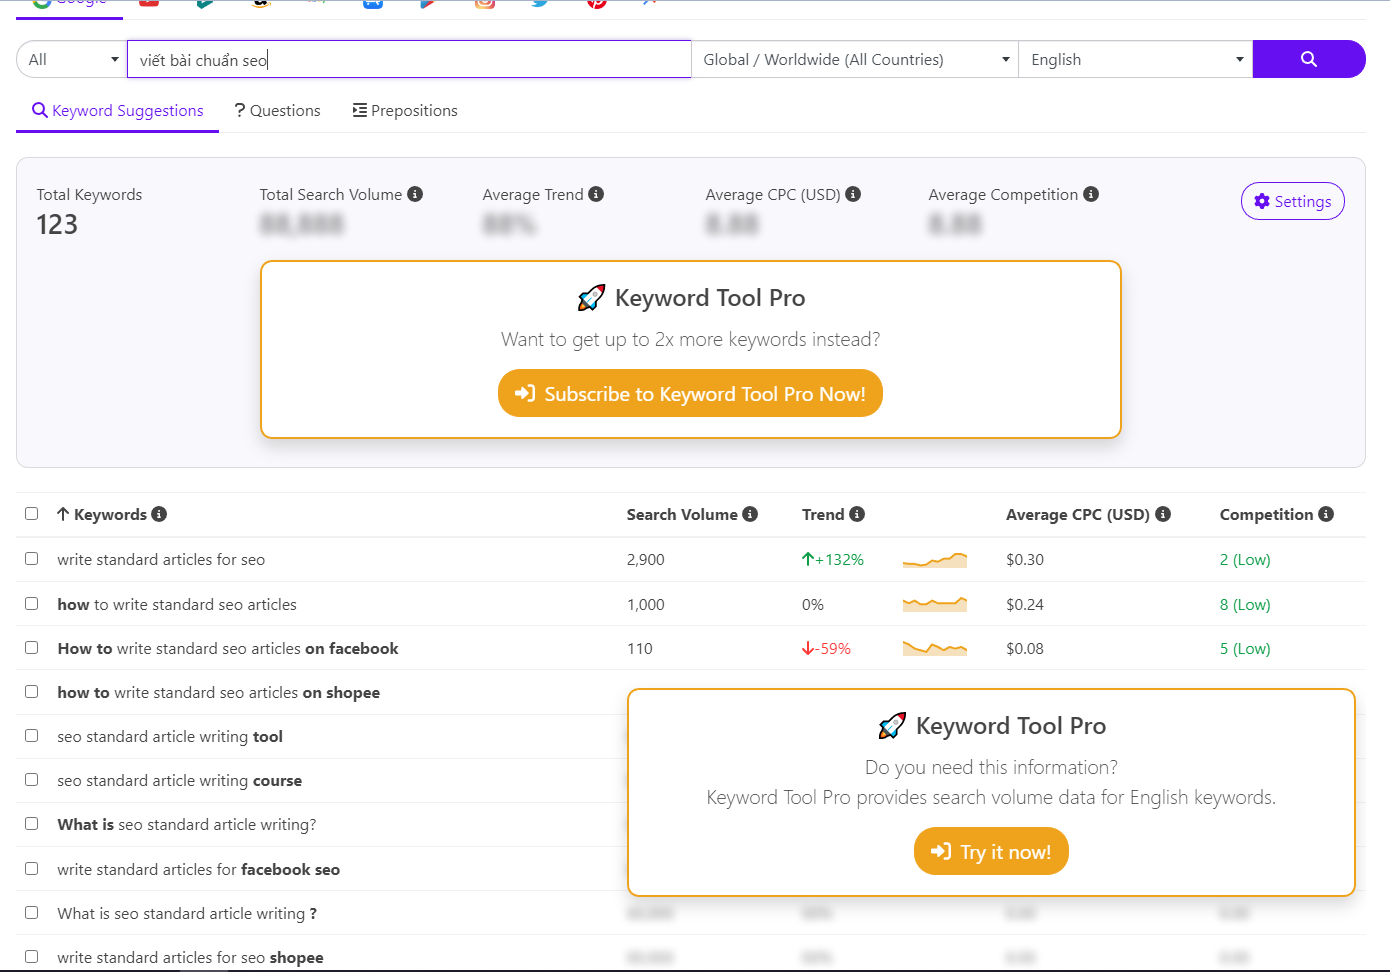 Google
All
viết bài chuẩn seo
Global / Worldwide (All Countries)
English
Keyword Suggestions
? Questions
Prepositions
Total Keywords
123
Total Search Volume
Average Trend
Average CPC (USD)
Average Competition
Settings
Keyword Tool Pro
Want to get up to 2x more keywords instead?
Subscribe to Keyword Tool Pro Now!
Keywords
Search Volume
Trend
Average CPC (USD)
Competition
write standard articles for seo 2,900 +132% $0.30 2 (Low)
how to write standard seo articles 1,000 0% $0.24 8 (Low)
How to write standard seo articles on facebook 110 -59% $0.08 5 (Low)
how to write standard seo articles on shopee
seo standard article writing tool
seo standard article writing course
What is seo standard article writing?
write standard articles for facebook seo
What is seo standard article writing ?
write standard articles for seo shopee
Keyword Tool Pro
Do you need this information?
Keyword Tool Pro provides search volume data for English keywords.
Try it now!